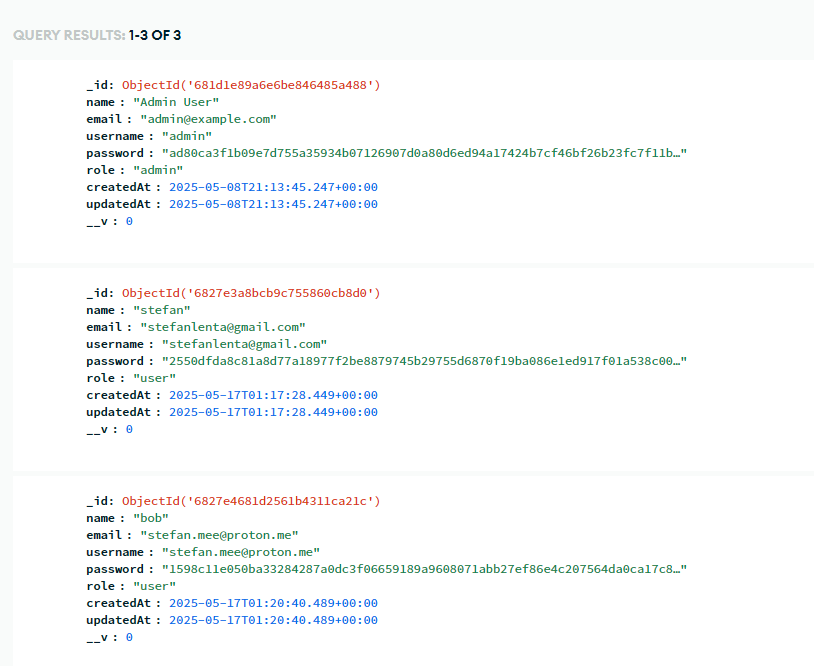 QUERY RESULTS: 1-3 OF 3
_id: ObjectId('681d1e89a6e6be846485a488')
name : "Admin User"
email : "admin@example.com"
username : "admin"
password : "ad80ca3f1b09e7d755a35934b07126907d0a80d6ed94a17424b7cf46bf26b23fc7f11b…"
role : "admin"
createdAt : 2025-05-08T21:13:45.247+00:00
updatedAt : 2025-05-08T21:13:45.247+00:00
__v : 0
_id: ObjectId('6827e3a8bcb9c755860cb8d0')
name : "stefan"
email : "stefanlenta@gmail.com"
username : "stefanlenta@gmail.com"
password : "2550dfda8c81a8d77a18977f2be8879745b29755d6870f19ba086e1ed917f01a538c00…"
role : "user"
createdAt : 2025-05-17T01:17:28.449+00:00
updatedAt : 2025-05-17T01:17:28.449+00:00
__v : 0
_id: ObjectId('6827e4681d2561b4311ca21c')
name : "bob"
email : "stefan.mee@proton.me"
username : "stefan.mee@proton.me"
password : "1598c11e050ba33284287a0dc3f06659189a9608071abb27ef86e4c207564da0ca17c8…"
role : "user"
createdAt : 2025-05-17T01:20:40.489+00:00
updatedAt : 2025-05-17T01:20:40.489+00:00
__v : 0